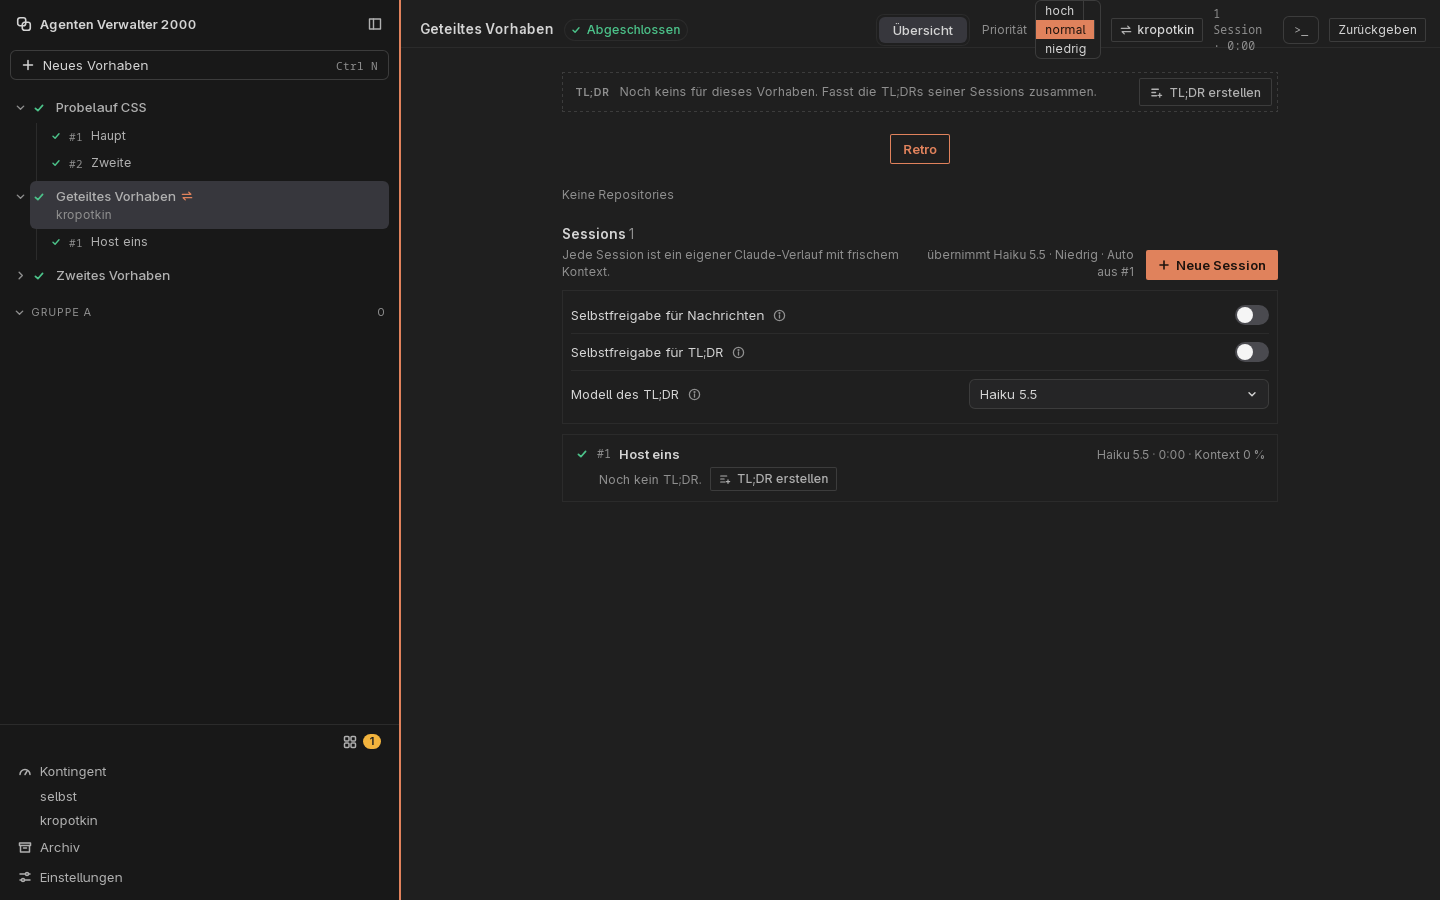 Agenten Verwalter 2000
Neues Vorhaben Ctrl N
Probelauf CSS
#1 Haupt
#2 Zweite
Geteiltes Vorhaben
kropotkin
#1 Host eins
Zweites Vorhaben
GRUPPE A 0
1
Kontingent
selbst
kropotkin
Archiv
Einstellungen
Geteiltes Vorhaben Abgeschlossen
Übersicht
Priorität
hoch
normal
niedrig
kropotkin
1
Session
· 0:00
>_
Zurückgeben
TL;DR Noch keins für dieses Vorhaben. Fasst die TL;DRs seiner Sessions zusammen. TL;DR erstellen
Retro
Keine Repositories
Sessions 1
Jede Session ist ein eigener Claude-Verlauf mit frischem
Kontext.
übernimmt Haiku 5.5 · Niedrig · Auto
aus #1
Neue Session
Selbstfreigabe für Nachrichten
Selbstfreigabe für TL;DR
Modell des TL;DR Haiku 5.5
#1 Host eins Haiku 5.5 · 0:00 · Kontext 0 %
Noch kein TL;DR. TL;DR erstellen